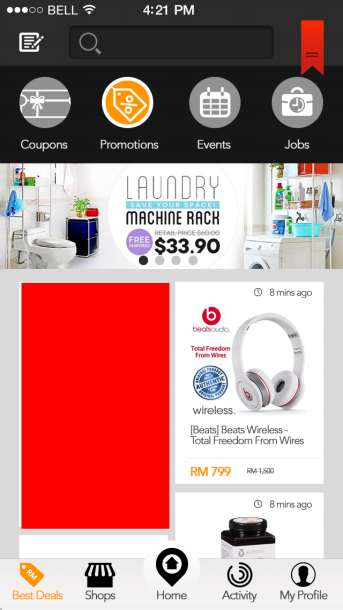 BELL 4:21 PM
Coupons Promotions Events Jobs
LAUNDRY
SAVE YOUR SPACE!
MACHINE RACK
FREE SHIPPING
RETAIL PRICE $60.00
$33.90
8 mins ago
b
beatsaudio.
Total Freedom
From Wires
AUTHENTIC
wireless.
[Beats] Beats Wireless -
Total Freedom From Wires
RM 799 RM 1,500
8 mins ago
RM
Best Deals Shops Home Activity My Profile